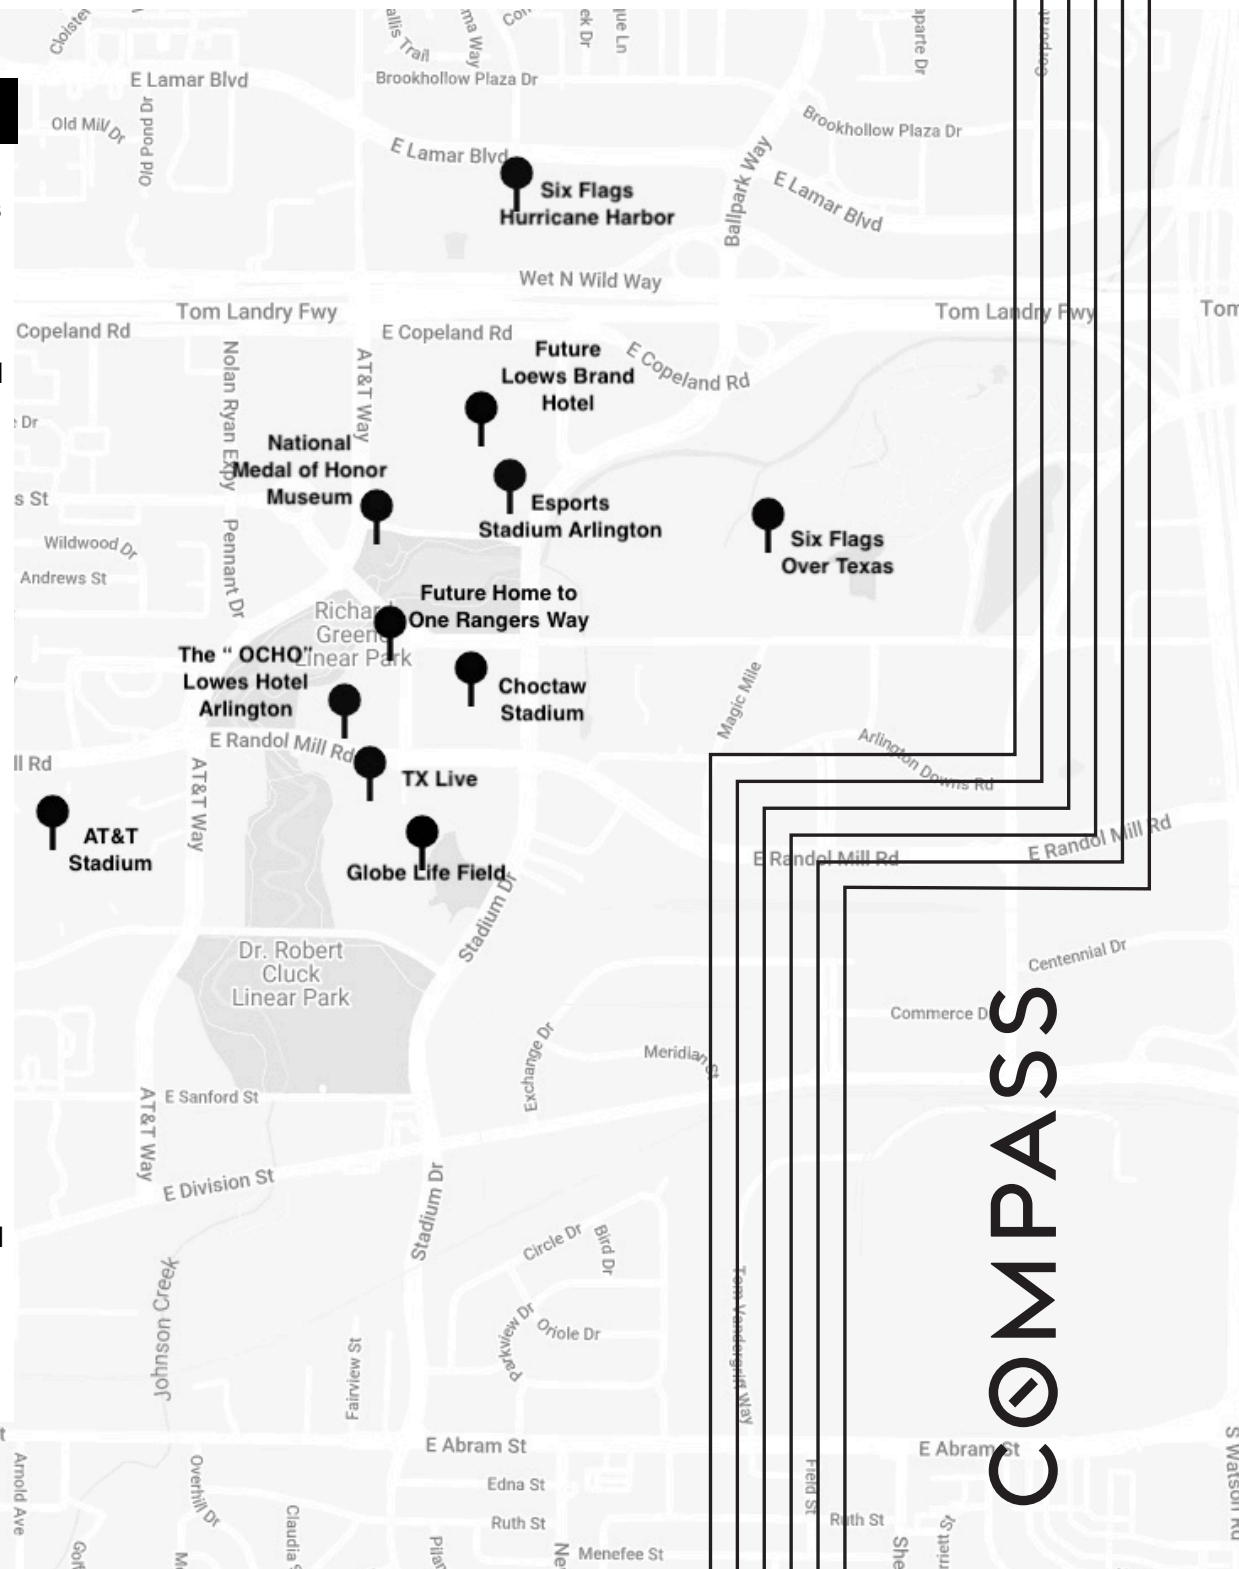 E Lamar Blvd
Brookhollow Plaza Dr
Old Mill Dr
Old Pond Dr
Brookhollow Plaza Dr
E Lamar Blvd
Ballpark Way
E Lamar Blvd
Six Flags
Hurricane Harbor
Wet N Wild Way
Tom Landry Fwy
Tom Landry Fwy
Tom
Copeland Rd
E Copeland Rd
E Copeland Rd
Nolan Ryan Expy
AT&T Way
Future
Loews Brand
Hotel
Dr
National
Medal of Honor
Museum
s St
Esports
Stadium Arlington
Six Flags
Over Texas
Wildwood Dr
Andrews St
Pennant Dr
Future Home to
One Rangers Way
Richard
Greene
Linear Park
The “ OCHO”
Lowes Hotel
Arlington
Choctaw
Stadium
Magic Mile
E Randol Mill Rd
Arlington Downs Rd
ll Rd
AT&T Way
TX Live
AT&T
Stadium
Globe Life Field
E Randol Mill Rd
E Randol Mill Rd
Stadium Dr
Dr. Robert
Cluck
Linear Park
Centennial Dr
Commerce Dr
Exchange Dr
Meridian St
E Sanford St
AT&T Way
E Division St
Stadium Dr
Circle Dr
Bird Dr
Johnson Creek
Parkview Dr
Oriole Dr
Fairview St
Tom Vandergriff Way
COMPASS
E Abram St
E Abram St
S Watson Rd
Arnold Ave
Overhill Dr
Edna St
Field St
Claudia
Ruth St
Ruth St
Menefee St